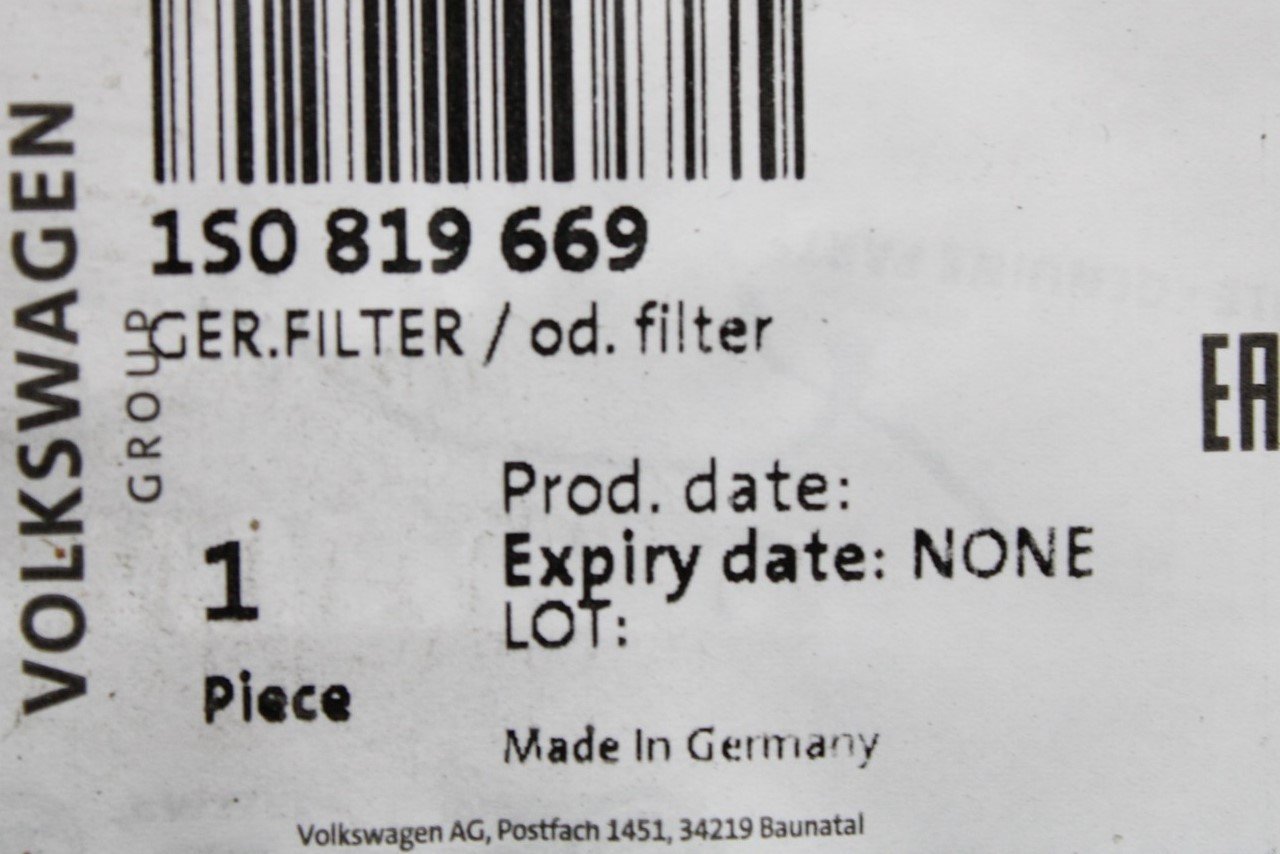 VOLKSWAGEN
GROUP
1S0 819 669
GER.FILTER / od. filter
EA
1
Piece
Prod. date:
Expiry date: NONE
LOT:
Made In Germany
Volkswagen AG, Postfach 1451, 34219 Baunatal